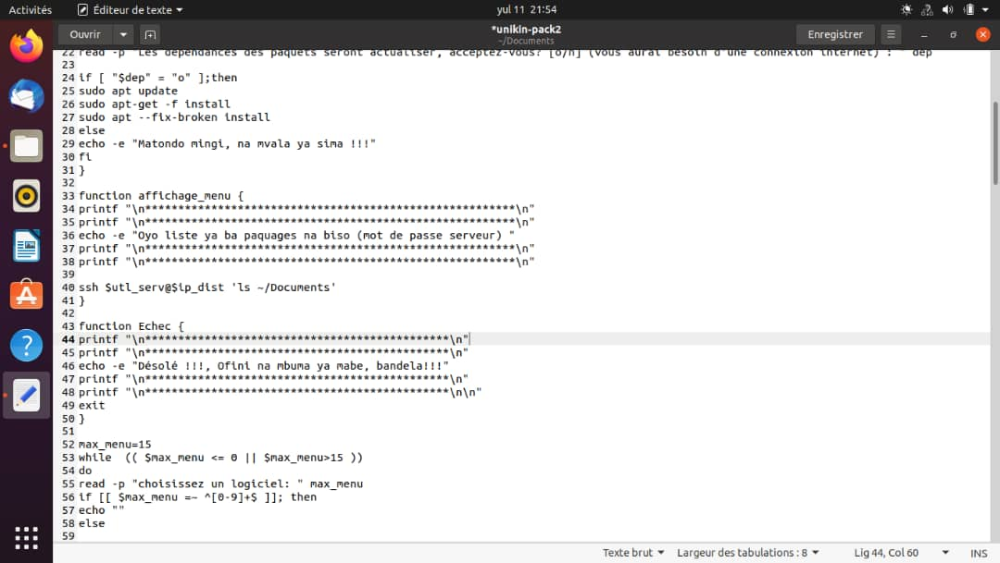 Activités
Éditeur de texte
yul 11 21:54
Ouvrir
*unikin-pack2
~/Documents
Enregistrer
22 read -p "Les dépendances des paquets seront actualiser, acceptez-vous? [o/n] (vous aurai besoin d'une connexion internet) : " dep
23
24 if [ "$dep" = "o" ];then
25 sudo apt update
26 sudo apt-get -f install
27 sudo apt --fix-broken install
28 else
29 echo -e "Matondo mingi, na mvala ya sima !!!"
30 fi
31 }
32
33 function affichage_menu {
34 printf "\n********************************************************\n"
35 printf "\n********************************************************\n"
36 echo -e "Oyo liste ya ba paquages na biso (mot de passe serveur) "
37 printf "\n********************************************************\n"
38 printf "\n********************************************************\n"
39
40 ssh $utl_serv@$ip_dist 'ls ~/Documents'
41 }
42
43 function Echec {
44 printf "\n**********************************************\n"
45 printf "\n**********************************************\n"
46 echo -e "Désolé !!!, Ofini na mbuma ya mabe, bandela!!!"
47 printf "\n**********************************************\n"
48 printf "\n**********************************************\n\n"
49 exit
50 }
51
52 max_menu=15
53 while  (( $max_menu <= 0 || $max_menu>15 ))
54 do
55 read -p "choisissez un logiciel: " max_menu
56 if [[ $max_menu =~ ^[0-9]+$ ]]; then
57 echo ""
58 else
59
Texte brut
Largeur des tabulations : 8
Lig 44, Col 60
INS